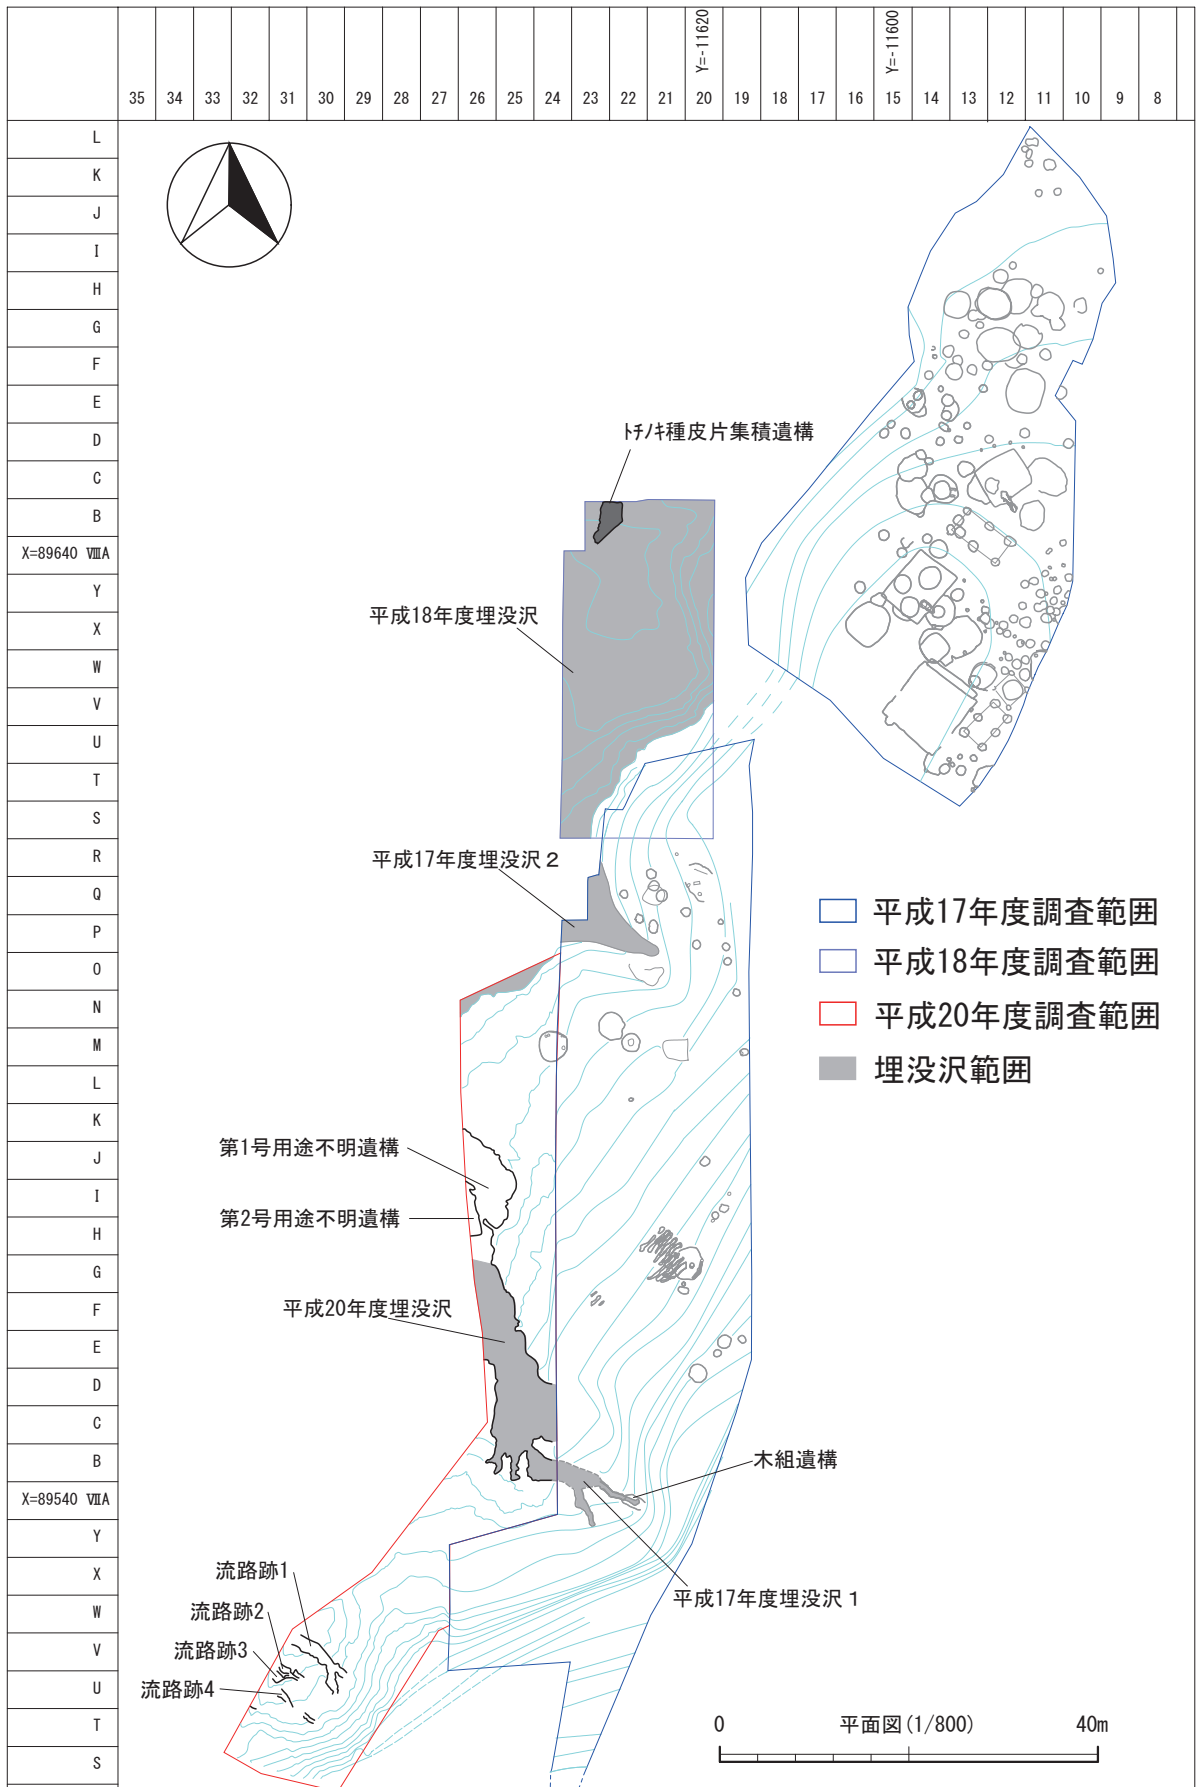 Y=-11620
Y=-11600
35 34 33 32 31 30 29 28 27 26 25 24 23 22 21 20 19 18 17 16 15 14 13 12 11 10 9 8
L
K
J
I
H
G
F
E
D
C
B
X=89640 ⅧA
Y
X
W
V
U
T
S
R
Q
P
O
N
M
L
K
J
I
H
G
F
E
D
C
B
X=89540 ⅦA
Y
X
W
V
U
T
S
トチノキ種皮片集積遺構
平成18年度埋没沢
平成17年度埋没沢２
平成17年度調査範囲
平成18年度調査範囲
平成20年度調査範囲
埋没沢範囲
第1号用途不明遺構
第2号用途不明遺構
平成20年度埋没沢
木組遺構
平成17年度埋没沢１
流路跡1
流路跡2
流路跡3
流路跡4
0 平面図(1/800) 40m